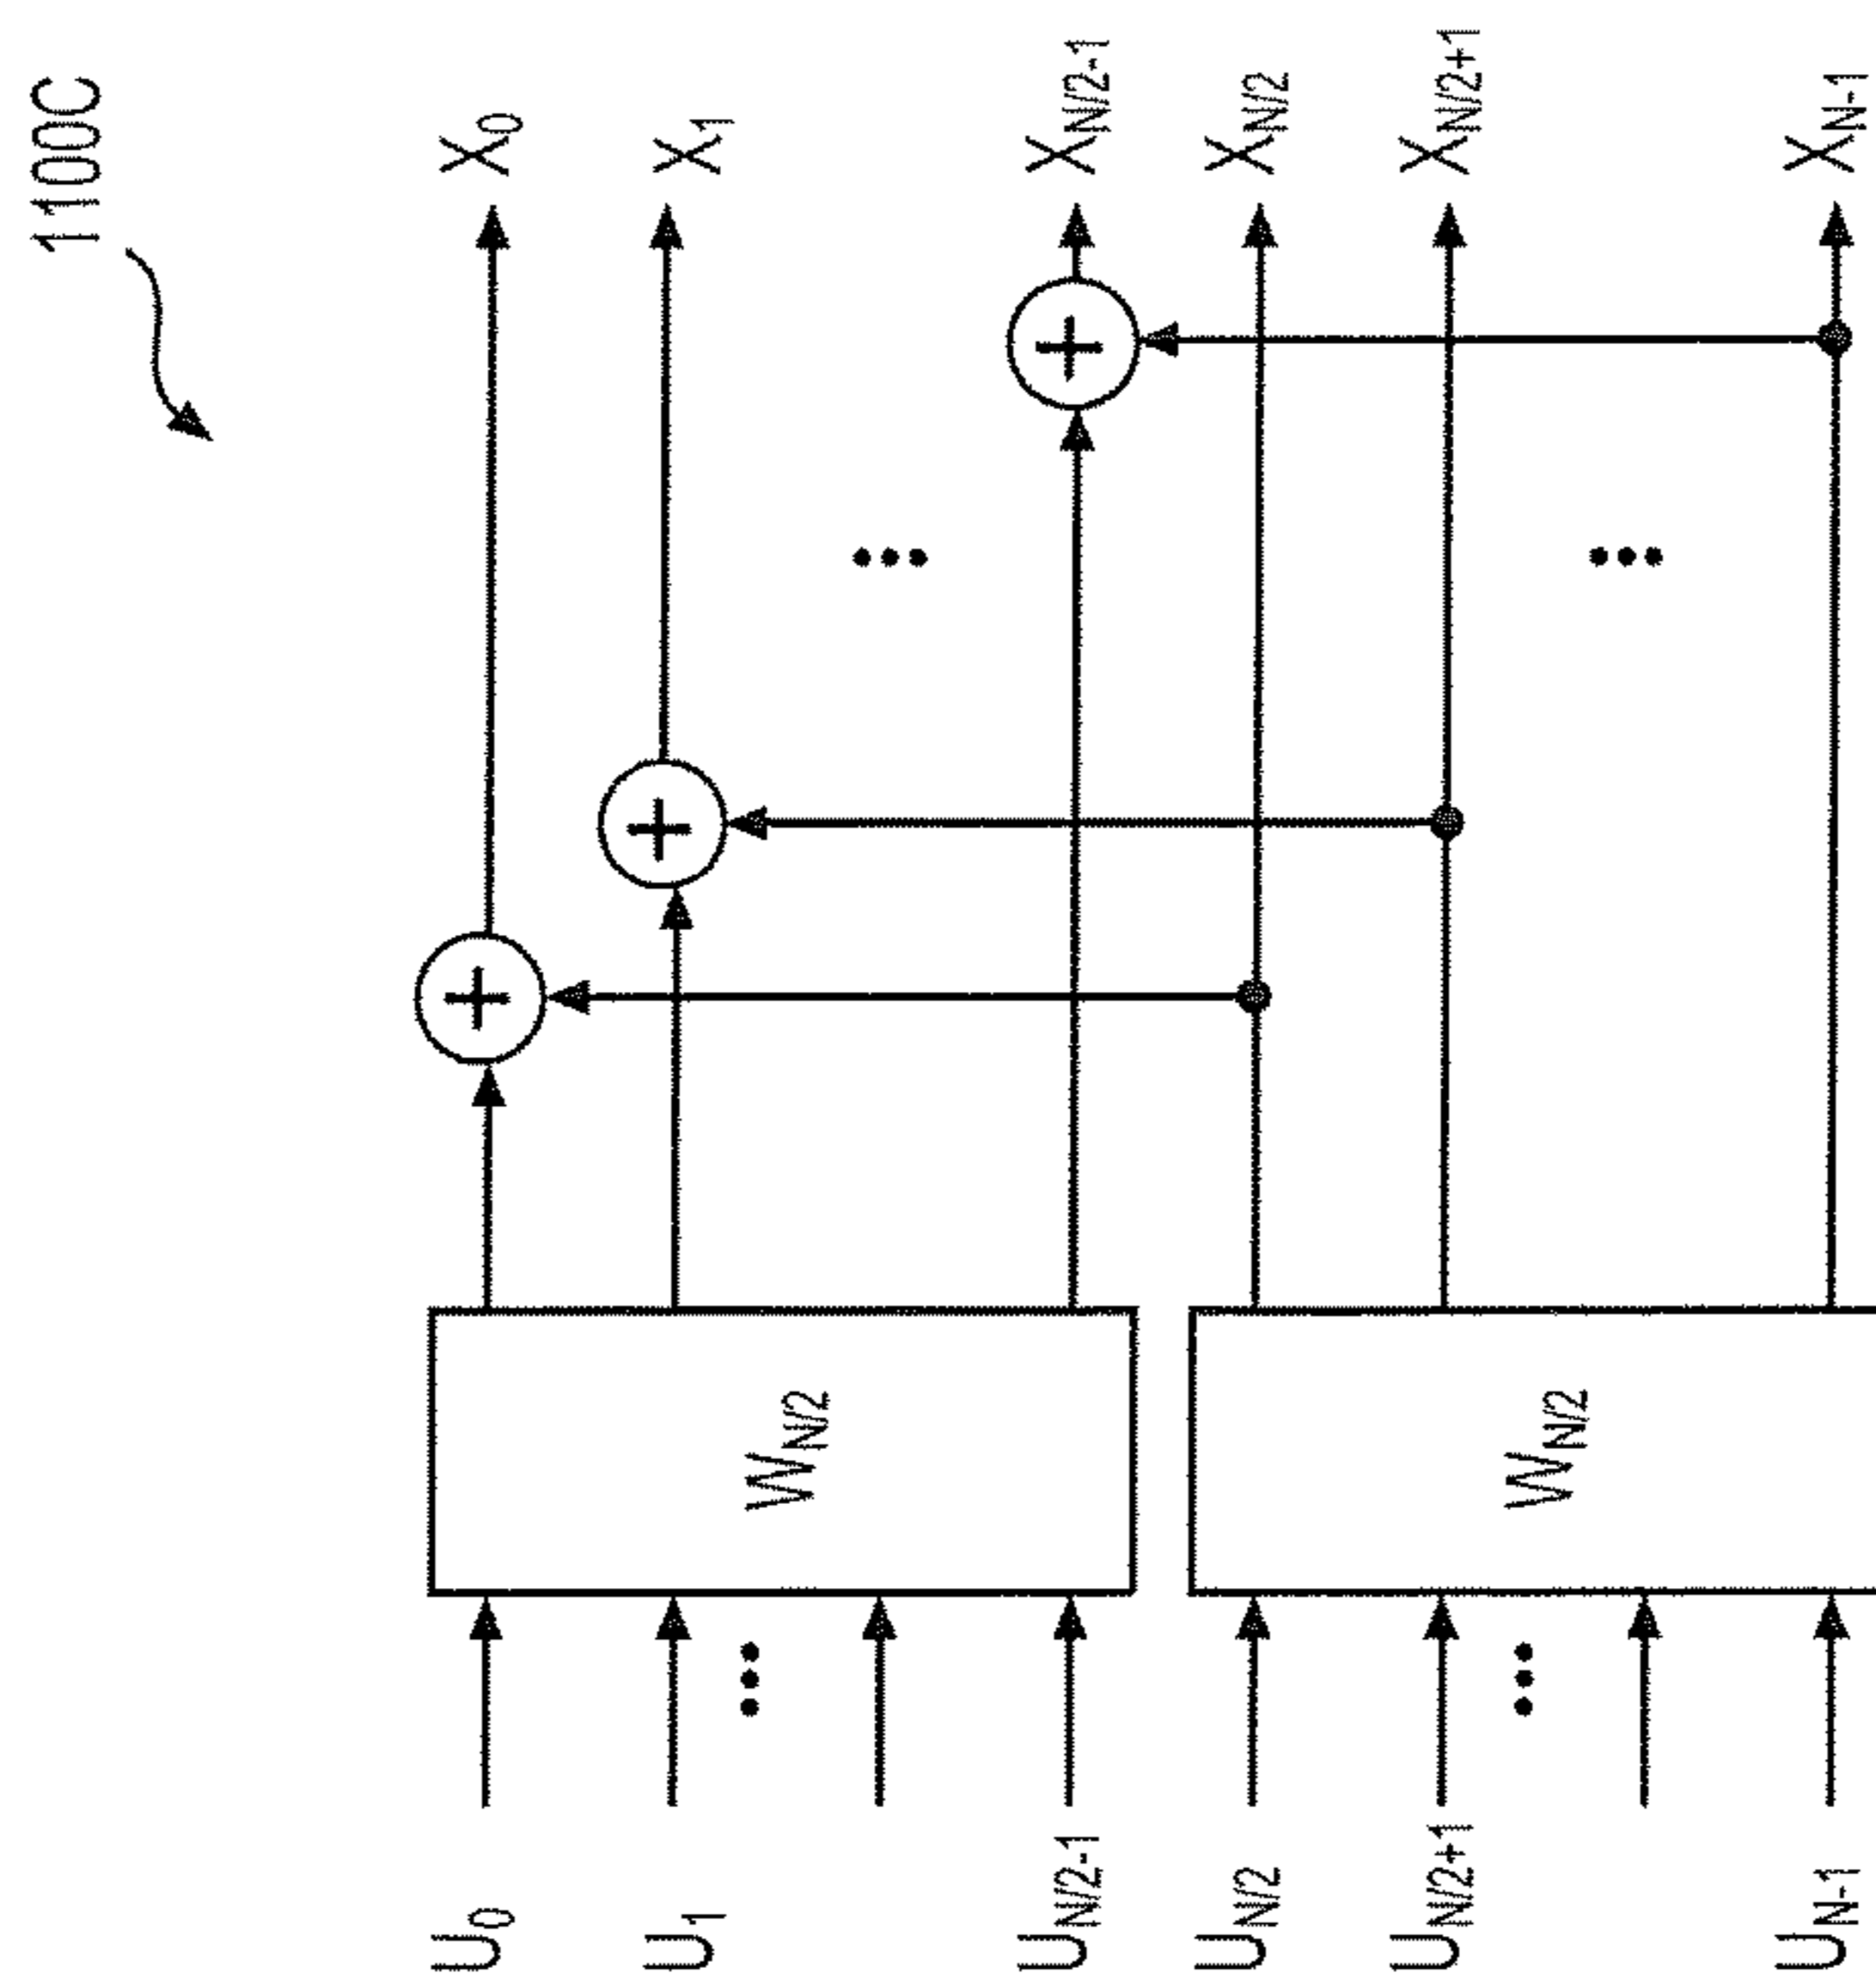 1100C
U0
U1
UN/2-1
UN/2
UN/2+1
UN-1
WN/2
WN/2
+
+
+
X0
X1
XN/2-1
XN/2
XN/2+1
XN-1